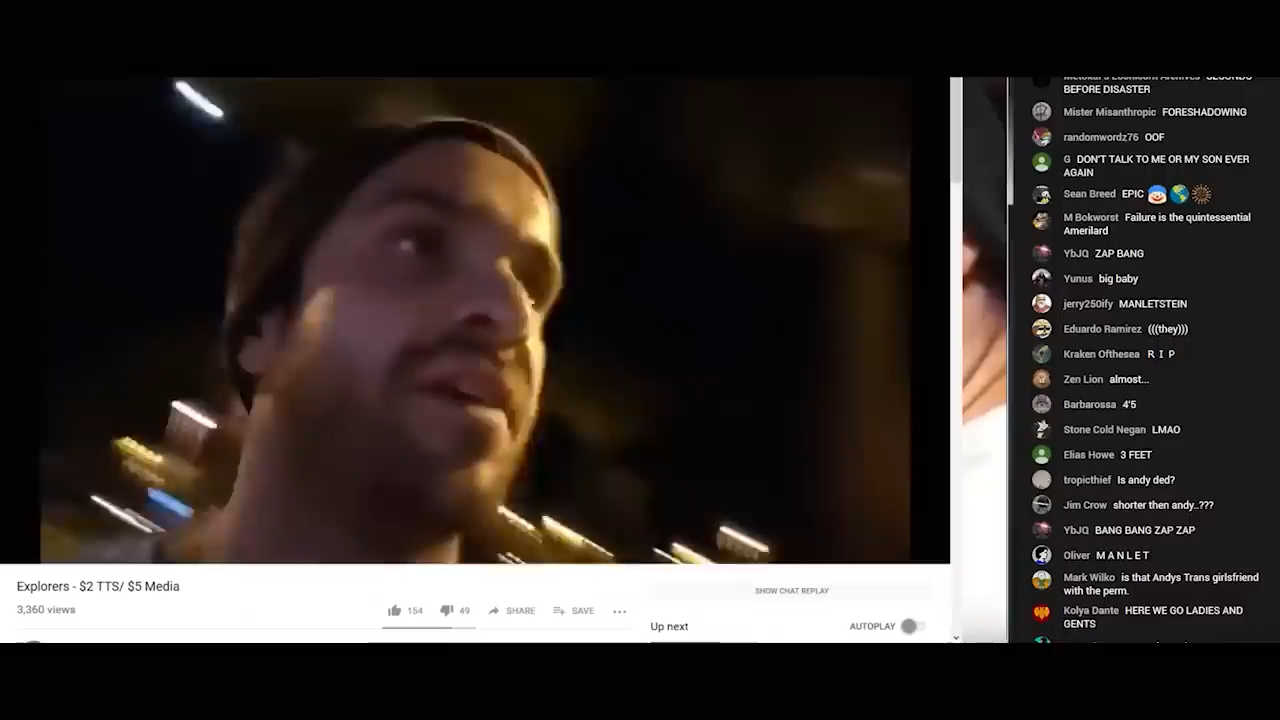 Explorers - $2 TTS/ $5 Media
3,360 views
154
49
SHARE
SAVE
SHOW CHAT REPLAY
Up next
AUTOPLAY
BEFORE DISASTER
Mister Misanthropic FORESHADOWING
randomwordz76 OOF
G DON'T TALK TO ME OR MY SON EVER
AGAIN
Sean Breed EPIC
M Bokworst Failure is the quintessential
Amerilard
YbJQ ZAP BANG
Yunus big baby
jerry250ify MANLETSTEIN
Eduardo Ramirez (((they)))
Kraken Ofthesea R I P
Zen Lion almost...
Barbarossa 4'5
Stone Cold Negan LMAO
Elias Howe 3 FEET
tropicthief Is andy ded?
Jim Crow shorter then andy..???
YbJQ BANG BANG ZAP ZAP
Oliver M A N L E T
Mark Wilko is that Andys Trans girlsfriend
with the perm.
Kolya Dante HERE WE GO LADIES AND
GENTS